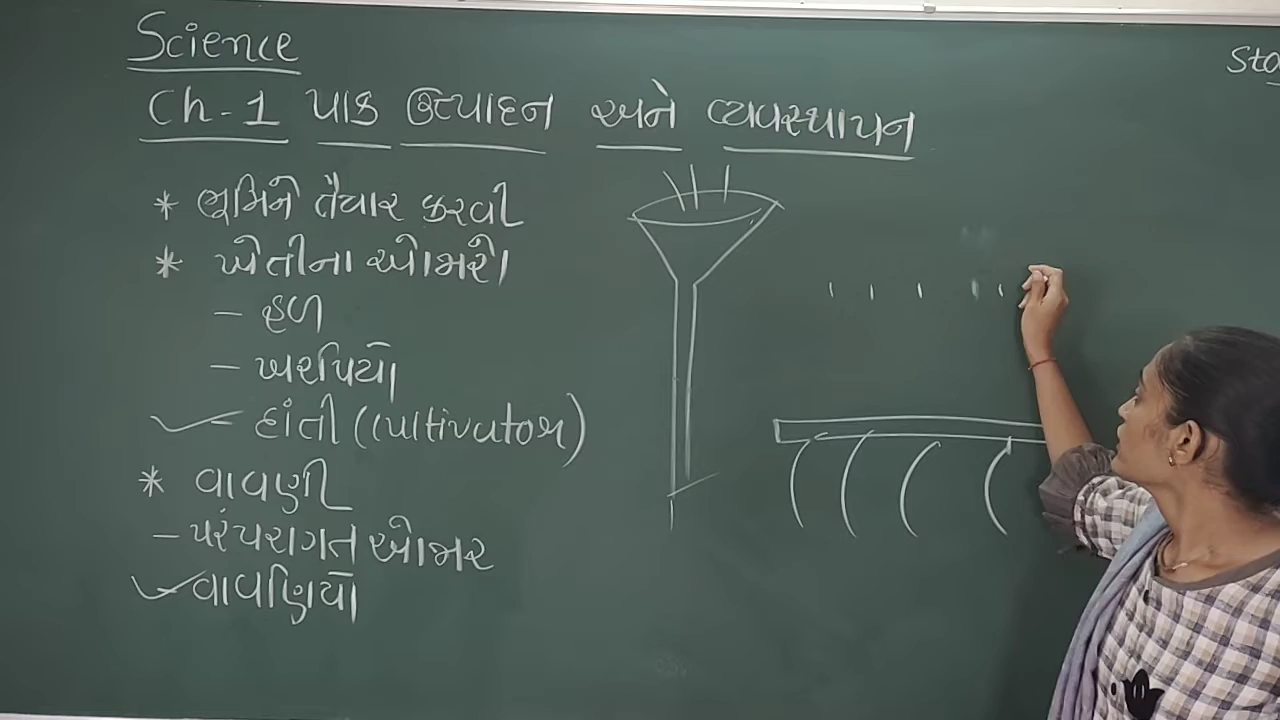 Science
Ch-1 પાક ઉત્પાદન અને વ્યવસ્થાપન
* ભૂમિને તૈયાર કરવી
* ખેતીના ઓજારો
- હળ
- ખરપિયો
- હાંતી (Cultivator)
* વાવણી
- પરંપરાગત ઓજાર
વાવણિયો